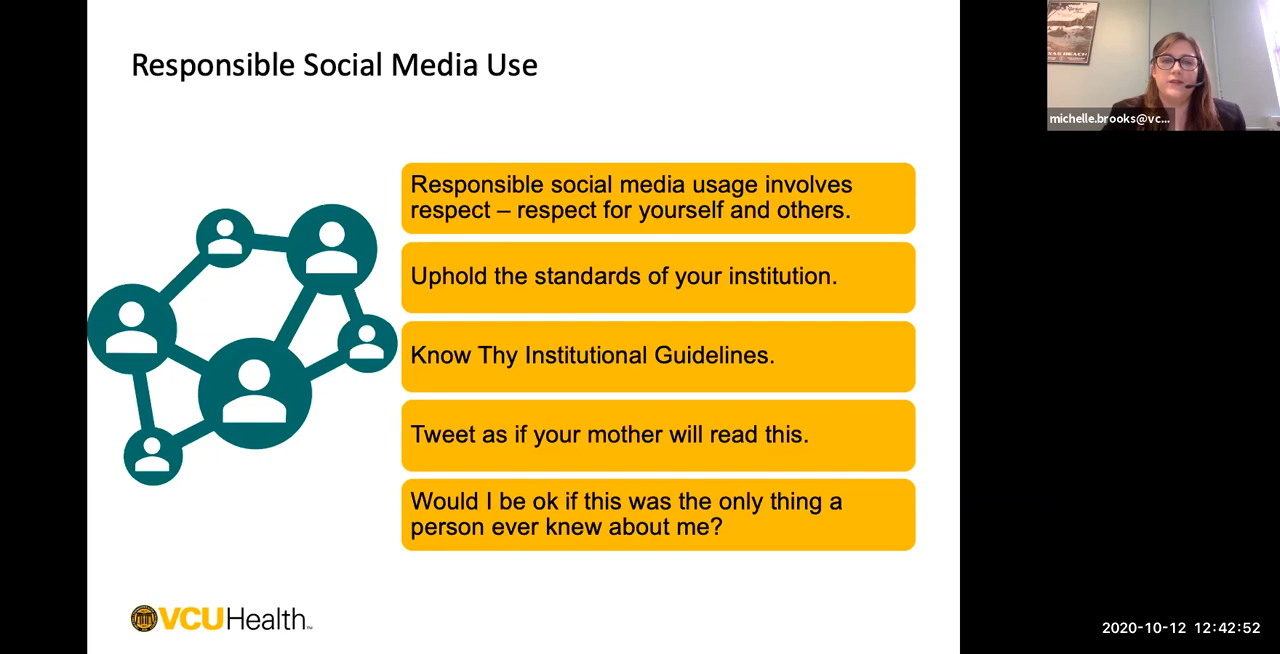 Responsible Social Media Use
Responsible social media usage involves
respect – respect for yourself and others.
Uphold the standards of your institution.
Know Thy Institutional Guidelines.
Tweet as if your mother will read this.
Would I be ok if this was the only thing a
person ever knew about me?
VCUHealth™
michelle.brooks@vc...
2020-10-12 12:42:52